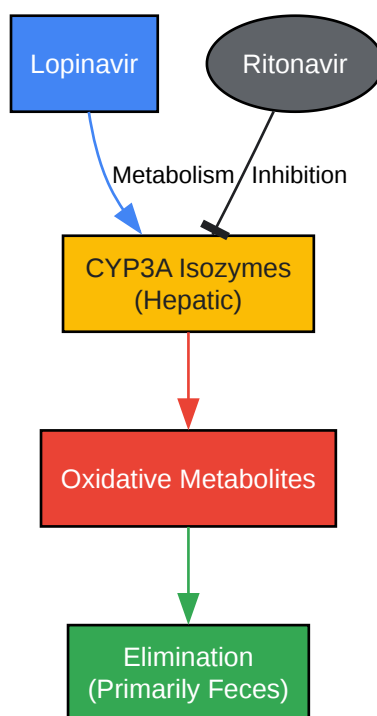 Lopinavir
Ritonavir
Metabolism
Inhibition
CYP3A Isozymes
(Hepatic)
Oxidative Metabolites
Elimination
(Primarily Feces)